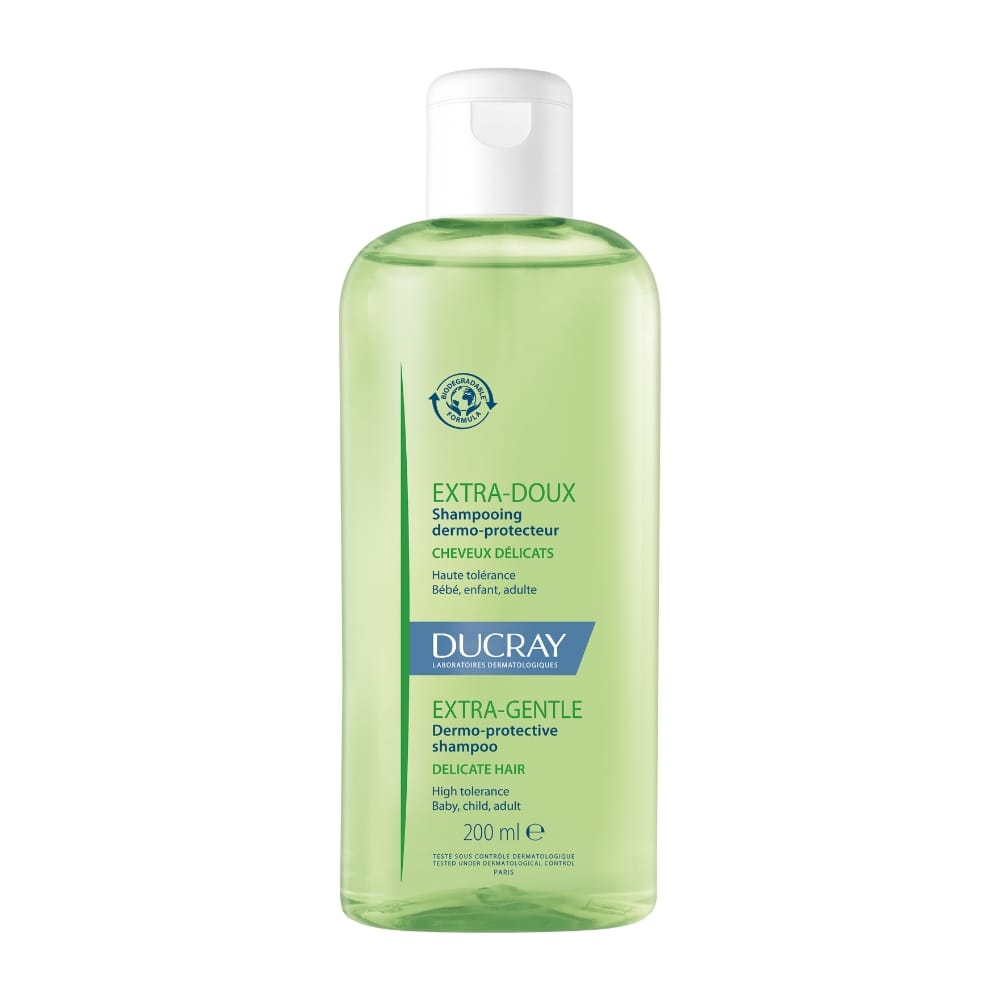 BIODEGRADABLE
FORMULA
EXTRA-DOUX
Shampooing
dermo-protecteur
CHEVEUX DÉLICATS
Haute tolérance
Bébé, enfant, adulte
DUCRAY
LABORATOIRES DERMATOLOGIQUES
EXTRA-GENTLE
Dermo-protective
shampoo
DELICATE HAIR
High tolerance
Baby, child, adult
200 ml ℮
TESTÉ SOUS CONTRÔLE DERMATOLOGIQUE
TESTED UNDER DERMATOLOGICAL CONTROL
PARIS